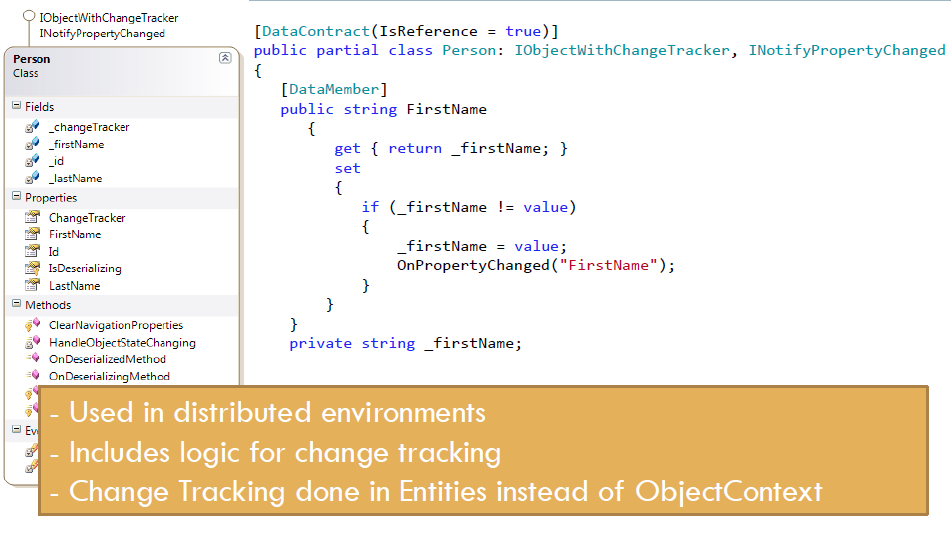 IObjectWithChangeTracker
INotifyPropertyChanged
Person
Class
Fields
_changeTracker
_firstName
_id
_lastName
Properties
ChangeTracker
FirstName
Id
IsDeserializing
LastName
Methods
ClearNavigationProperties
HandleObjectStateChanging
OnDeserializedMethod
OnDeserializingMethod
[DataContract(IsReference = true)]
public partial class Person: IObjectWithChangeTracker, INotifyPropertyChanged
{
[DataMember]
public string FirstName
{
get { return _firstName; }
set
{
if (_firstName != value)
{
_firstName = value;
OnPropertyChanged("FirstName");
}
}
}
private string _firstName;
- Used in distributed environments
- Includes logic for change tracking
- Change Tracking done in Entities instead of ObjectContext